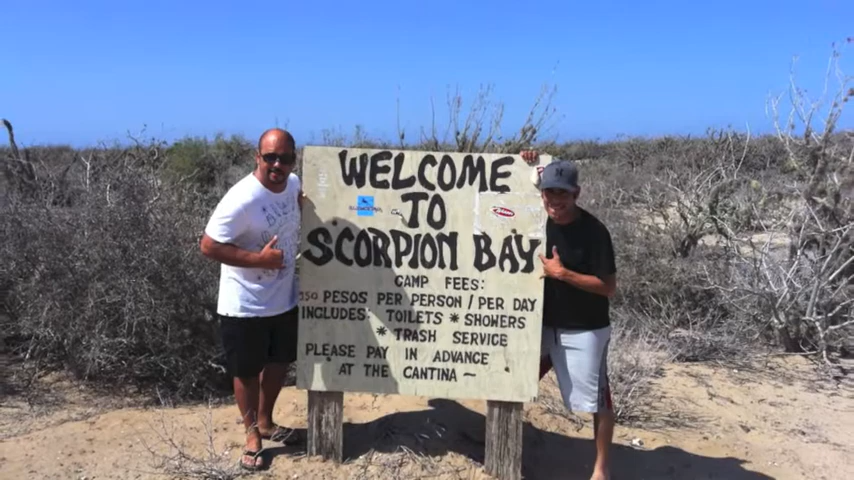 WELCOME
TO
SCORPION BAY
CAMP FEES:
PESOS PER PERSON / PER DAY
INCLUDES: TOILETS * SHOWERS
* TRASH SERVICE
PLEASE PAY IN ADVANCE
AT THE CANTINA ~